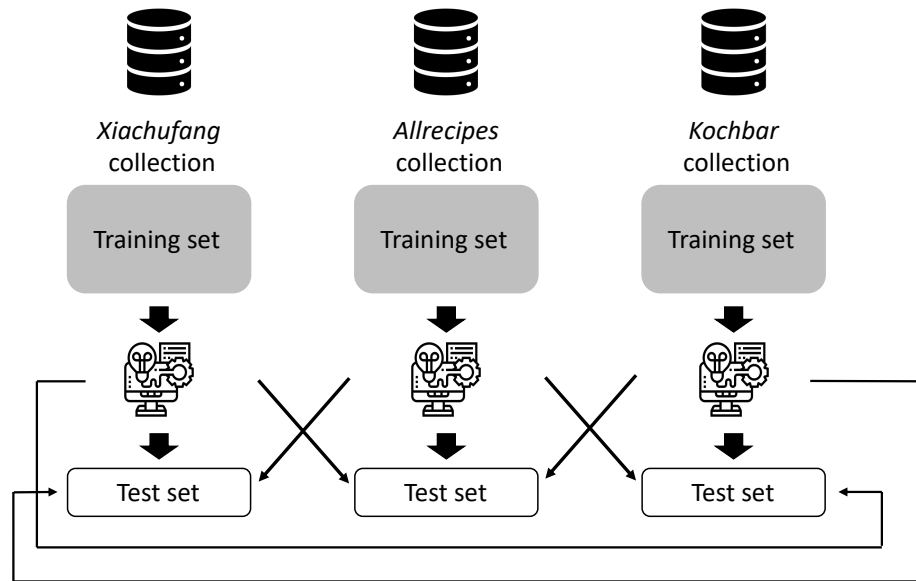 Xiachufang
collection
Allrecipes
collection
Kochbar
collection
Training set
Training set
Training set
Test set
Test set
Test set